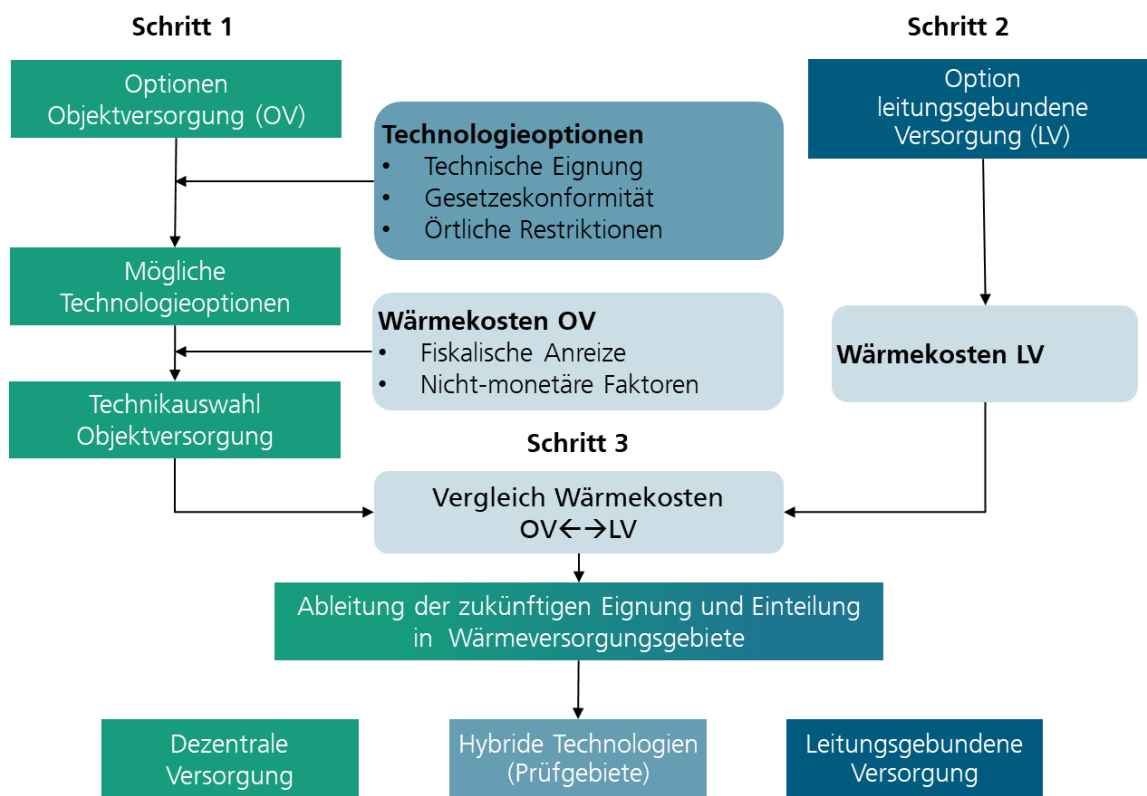 Schritt 1
Optionen
Objektversorgung (OV)
Technologieoptionen
• Technische Eignung
• Gesetzeskonformität
• Örtliche Restriktionen
Mögliche
Technologieoptionen
Wärmekosten OV
• Fiskalische Anreize
• Nicht-monetäre Faktoren
Technikauswahl
Objektversorgung
Schritt 2
Option
leitungsgebundene
Versorgung (LV)
Wärmekosten LV
Schritt 3
Vergleich Wärmekosten
OV←→LV
Ableitung der zukünftigen Eignung und Einteilung
in Wärmeversorgungsgebiete
Dezentrale
Versorgung
Hybride Technologien
(Prüfgebiete)
Leitungsgebundene
Versorgung